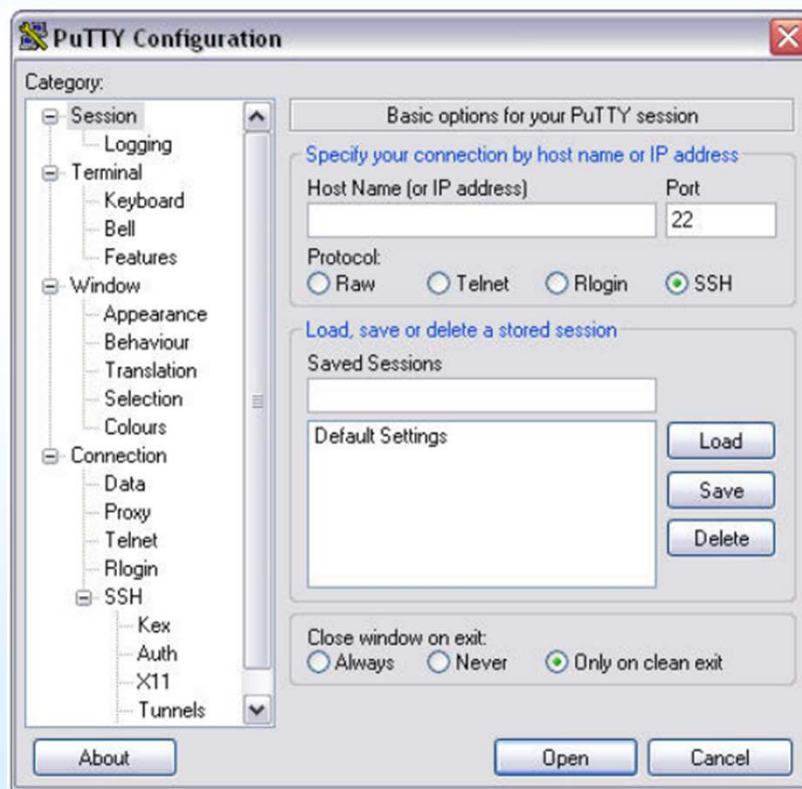 PuTTY Configuration
Category:
Session
Logging
Terminal
Keyboard
Bell
Features
Window
Appearance
Behaviour
Translation
Selection
Colours
Connection
Data
Proxy
Telnet
Rlogin
SSH
Kex
Auth
X11
Tunnels
Basic options for your PuTTY session
Specify your connection by host name or IP address
Host Name (or IP address) Port
22
Protocol:
Raw Telnet Rlogin SSH
Load, save or delete a stored session
Saved Sessions
Default Settings
Load
Save
Delete
Close window on exit:
Always Never Only on clean exit
About Open Cancel